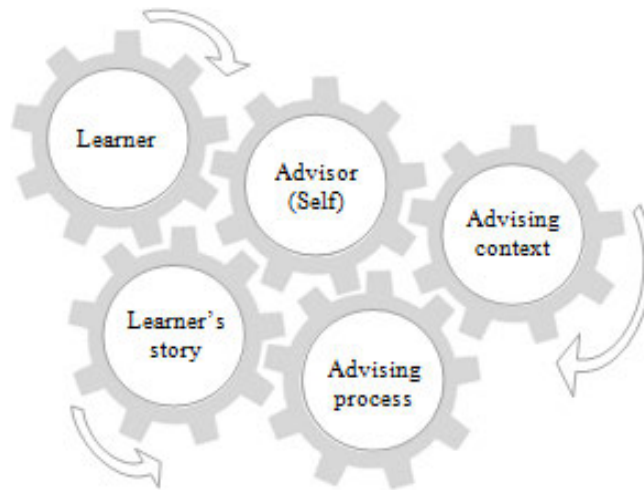 Learner
Advisor
(Self)
Advising
context
Learner's
story
Advising
process